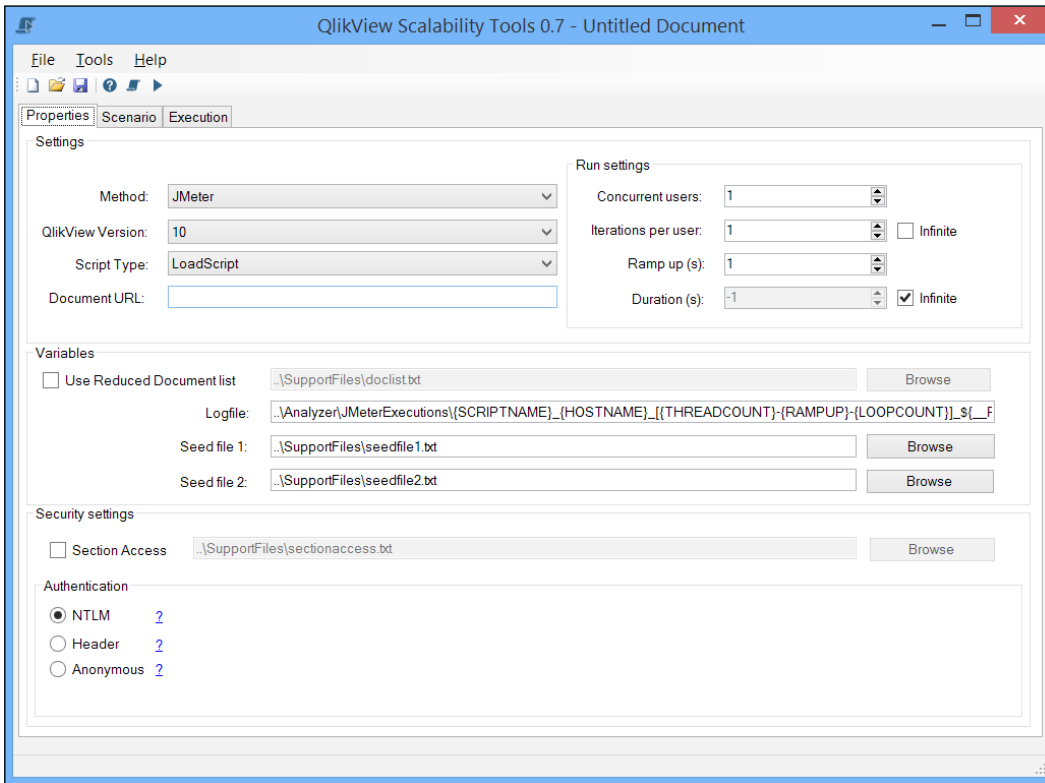 QlikView Scalability Tools 0.7 - Untitled Document
File Tools Help
Properties Scenario Execution
Settings
Method: JMeter
QlikView Version: 10
Script Type: LoadScript
Document URL:
Run settings
Concurrent users: 1
Iterations per user: 1 Infinite
Ramp up (s): 1
Duration (s): -1 Infinite
Variables
Use Reduced Document list ..\SupportFiles\doclist.txt Browse
Logfile: ..\Analyzer\JMeterExecutions\{SCRIPTNAME}_{HOSTNAME}_[{THREADCOUNT}-{RAMPUP}-{LOOPCOUNT}]_${__F
Seed file 1: ..\SupportFiles\seedfile1.txt Browse
Seed file 2: ..\SupportFiles\seedfile2.txt Browse
Security settings
Section Access ..\SupportFiles\sectionaccess.txt Browse
Authentication
NTLM ?
Header ?
Anonymous ?